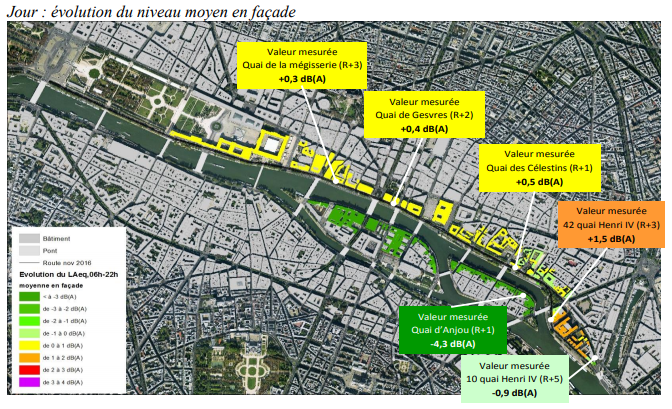 Jour : évolution du niveau moyen en façade
Valeur mesurée
Quai de la mégisserie (R+3)
+0,3 dB(A)
Valeur mesurée
Quai de Gesvres (R+2)
+0,4 dB(A)
Valeur mesurée
Quai des Célestins (R+1)
+0,5 dB(A)
Valeur mesurée
42 quai Henri IV (R+3)
+1,5 dB(A)
Valeur mesurée
Quai d'Anjou (R+1)
-4,3 dB(A)
Valeur mesurée
10 quai Henri IV (R+5)
-0,9 dB(A)
Bâtiment
Pont
Route nov 2016
Evolution du LAeq,06h-22h
moyenne en façade
< à -3 dB(A)
de -3 à -2 dB(A)
de -2 à -1 dB(A)
de -1 à 0 dB(A)
de 0 à 1 dB(A)
de 1 à 2 dB(A)
de 2 à 3 dB(A)
de 3 à 4 dB(A)